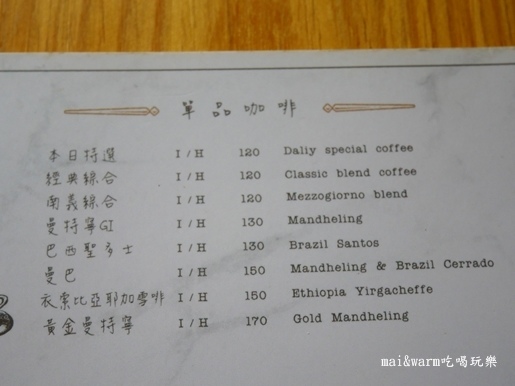 單品咖啡
本日特選 I/H 120 Daliy special coffee
經典綜合 I/H 120 Classic blend coffee
南義綜合 I/H 120 Mezzogiorno blend
曼特寧G1 I/H 130 Mandheling
巴西聖多士 I/H 130 Brazil Santos
曼巴 I/H 150 Mandheling & Brazil Cerrado
衣索比亞耶加雪啡 I/H 150 Ethiopia Yirgacheffe
黃金曼特寧 I/H 170 Gold Mandheling
mai&warm吃喝玩樂